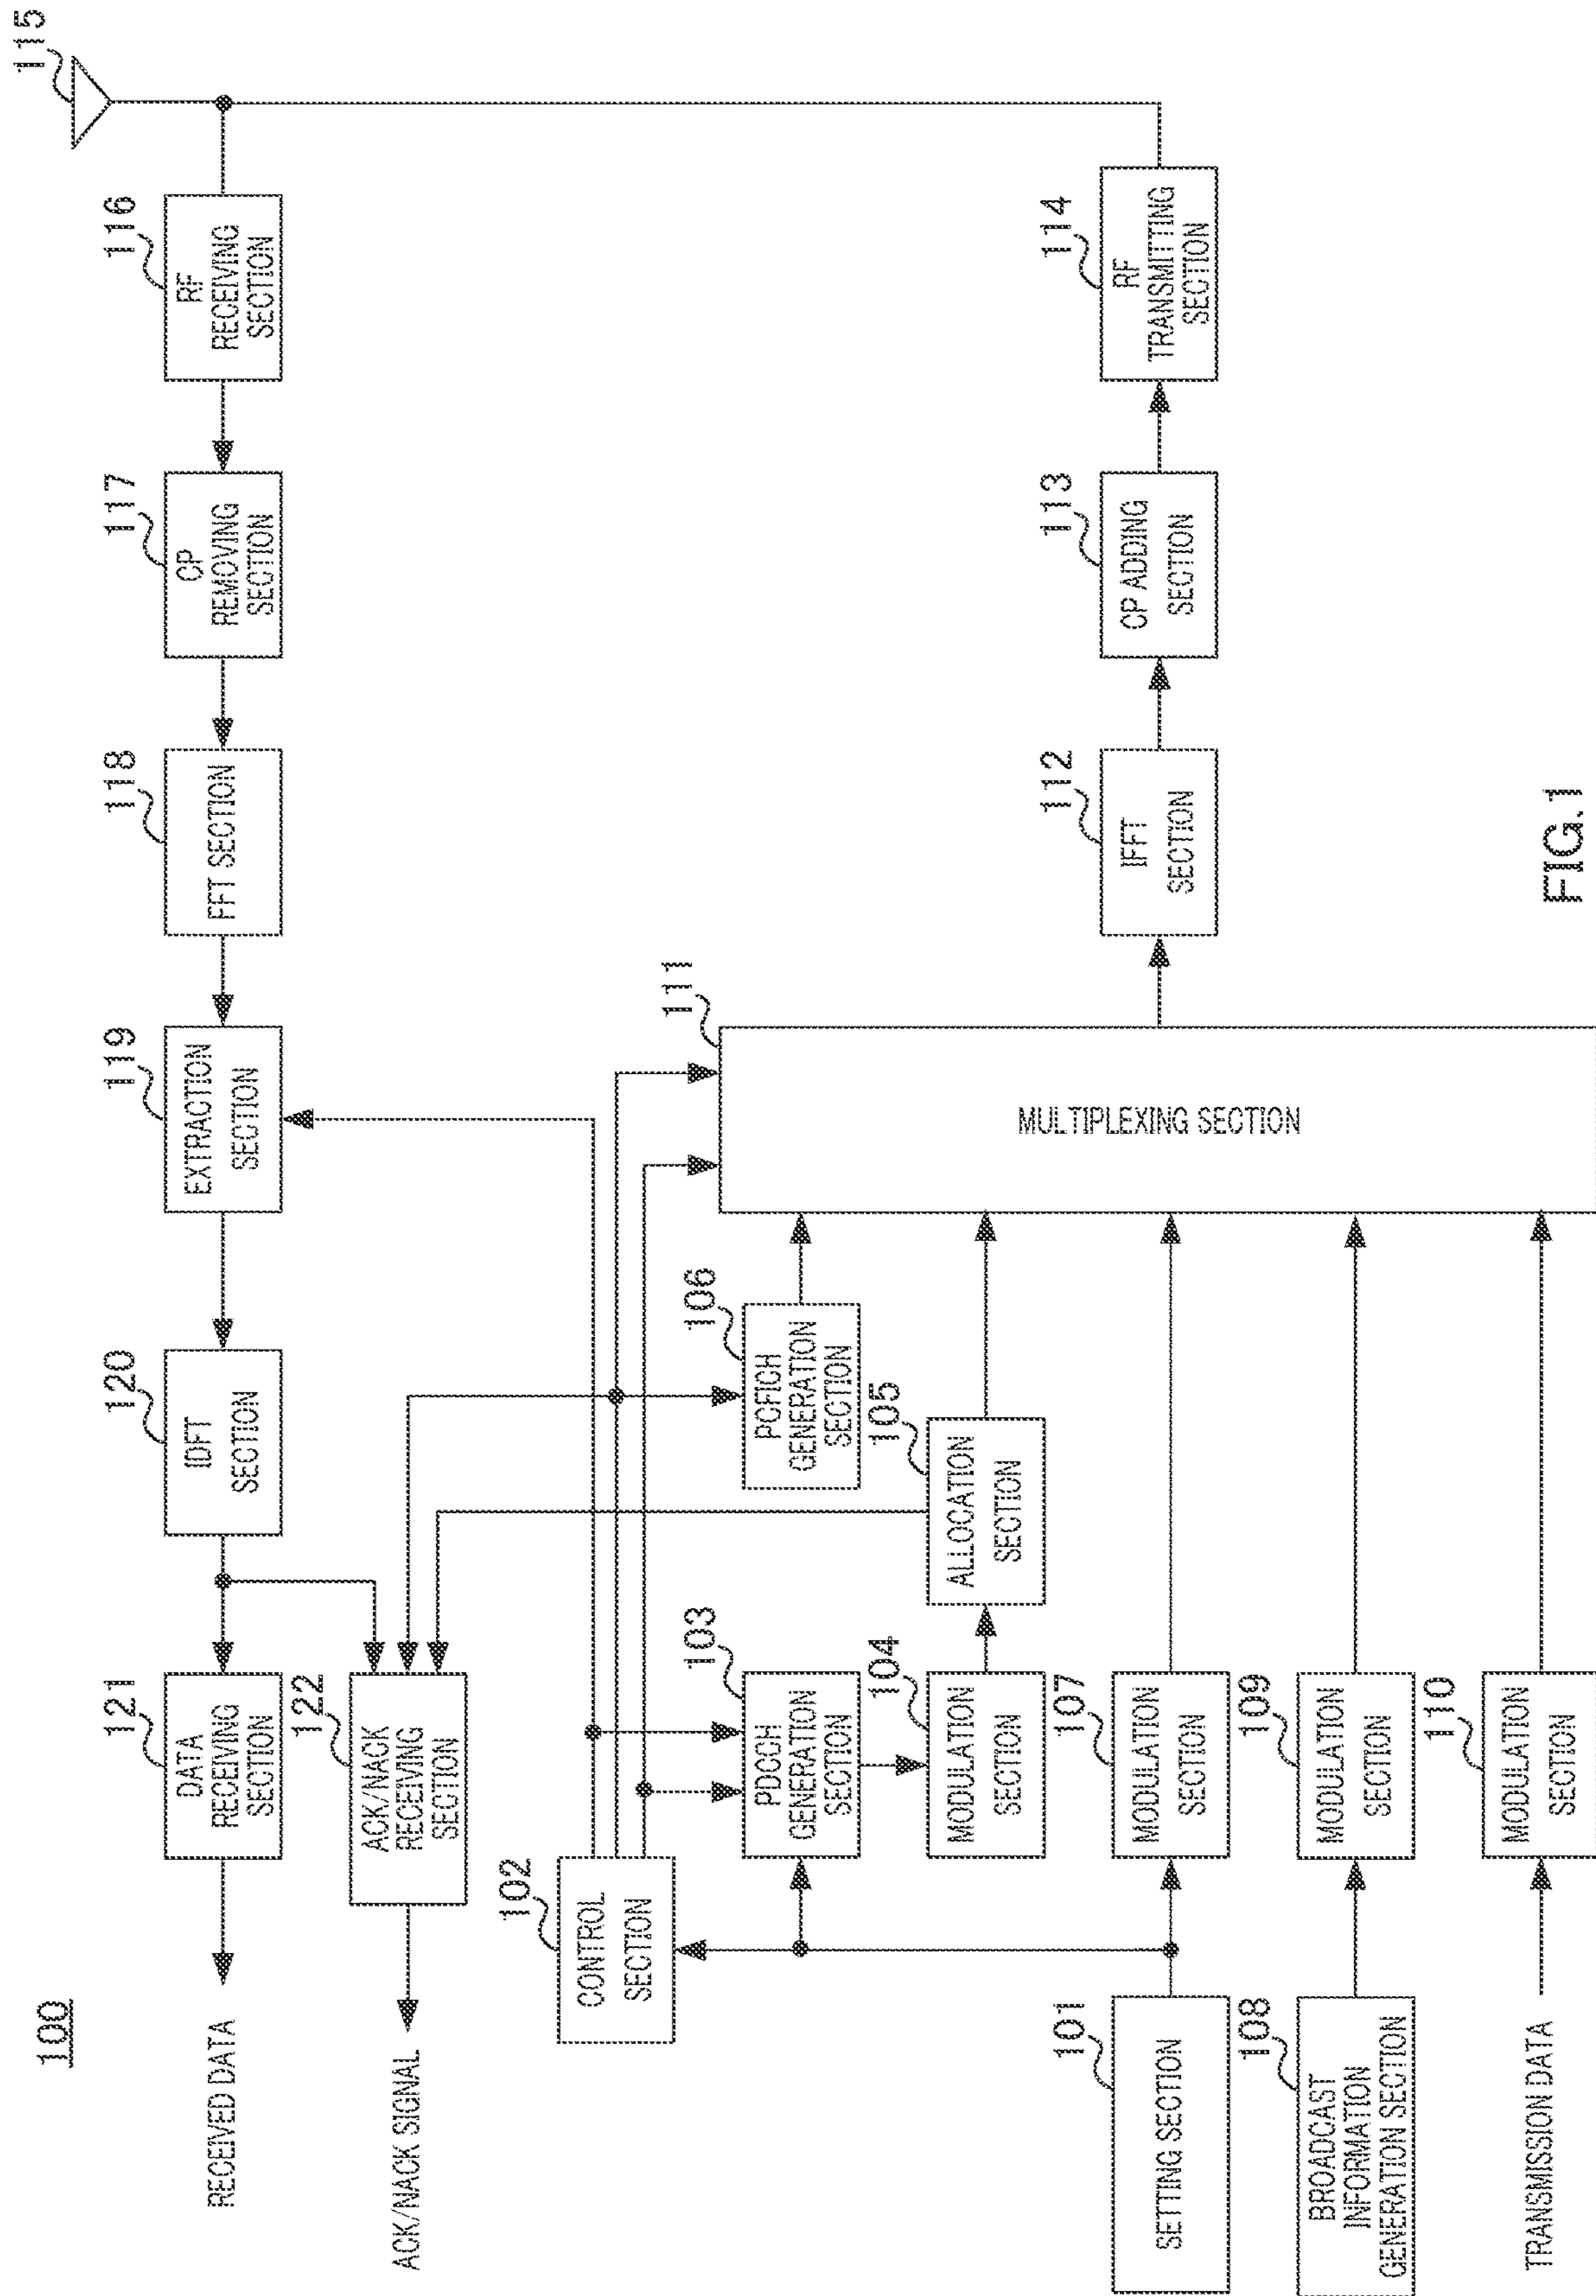 100
115
116
RF
RECEIVING
SECTION
117
CP
REMOVING
SECTION
118
FFT SECTION
119
EXTRACTION
SECTION
120
IDFT
SECTION
121
DATA
RECEIVING
SECTION
RECEIVED DATA
122
ACK/NACK
RECEIVING
SECTION
ACK/NACK SIGNAL
102
CONTROL
SECTION
103
PDCCH
GENERATION
SECTION
104
MODULATION
SECTION
105
ALLOCATION
SECTION
106
PCFICH
GENERATION
SECTION
111
MULTIPLEXING SECTION
112
IFFT
SECTION
113
CP ADDING
SECTION
114
RF
TRANSMITTING
SECTION
101
SETTING SECTION
107
MODULATION
SECTION
108
BROADCAST
INFORMATION
GENERATION SECTION
109
MODULATION
SECTION
TRANSMISSION DATA
110
MODULATION
SECTION
FIG.1